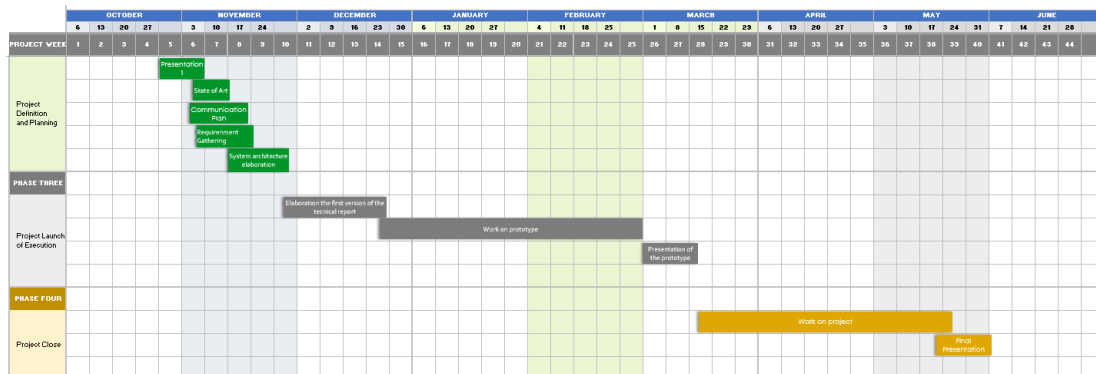 OCTOBER NOVEMBER DECEMBER JANUARY FEBRUARY MARCH APRIL MAY JUNE
6 13 20 27 3 10 17 24 2 9 16 23 30 6 13 20 27 4 11 18 25 1 8 15 22 29 6 13 20 27 3 10 17 24 31 7 14 21 28
PROJECT WEEK 1 2 3 4 5 6 7 8 9 10 11 12 13 14 15 16 17 18 19 20 21 22 23 24 25 26 27 28 29 30 31 32 33 34 35 36 37 38 39 40 41 42 43 44
Project
Definition
and Planning
Presentation
1
State of Art
Communication
Plan
Requirenment
Gathering
System architecture
elaboration
PHASE THREE
Project Launch
of Execution
Elaboration the first version of the
tecnical report
Work on prototype
Presentation of
the prototype
PHASE FOUR
Project Close
Work on project
Final
Presentation